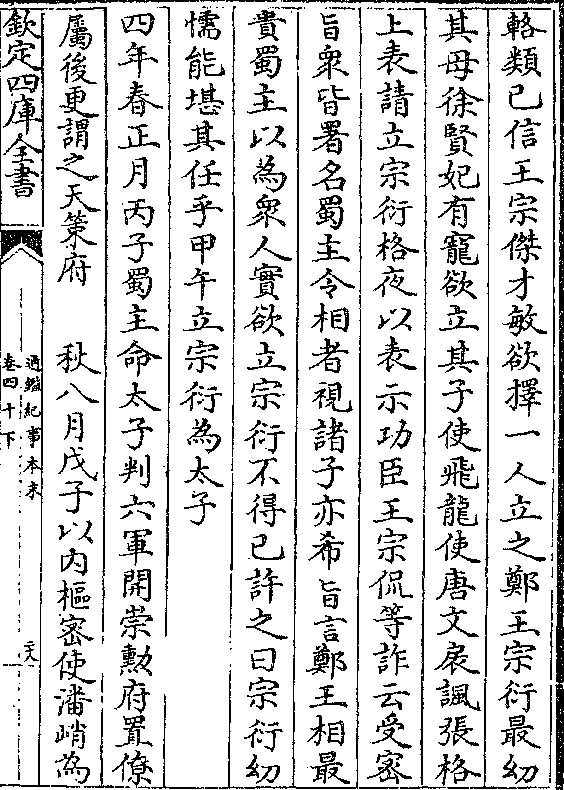 輅類己信王宗傑才敏欲擇一人立之鄭王宗衍最㓜
其母徐賢妃有寵欲立其子使飛龍使唐文扆諷張格
上表請立宗衍格夜以表示功臣王宗侃等詐云受密
旨衆皆署名蜀主令相者視諸子亦希旨言鄭王相最
貴蜀主以為衆人實欲立宗衍不得已許之曰宗衍㓜
懦能堪其任乎甲午立宗衍為太子
四年春正月丙子蜀主命太子判六軍開崇勲府置僚
屬後更謂之天策府　秋八月戊子以内樞密使潘峭為
欽定四庫全書
通鑑紀事本末
卷四十下
二八